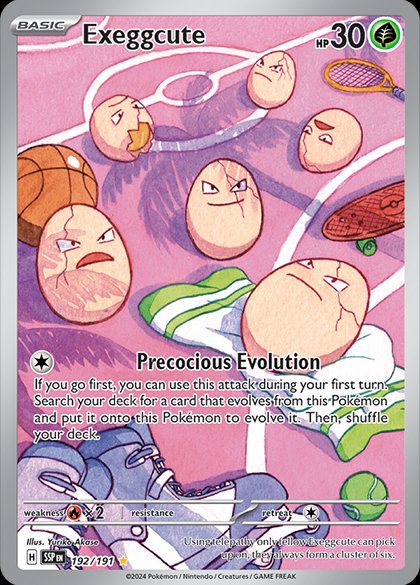 BASIC
Exeggcute
HP 30
Precocious Evolution
If you go first, you can use this attack during your first turn.
Search your deck for a card that evolves from this Pokémon
and put it onto this Pokémon to evolve it. Then, shuffle
your deck.
weakness ×2 resistance retreat
Illus. Yuriko Akase
H SSP EN 192/191
Using telepathy only fellow Exeggcute can pick
up on, they always form a cluster of six.
©2024 Pokémon / Nintendo / Creatures / GAME FREAK